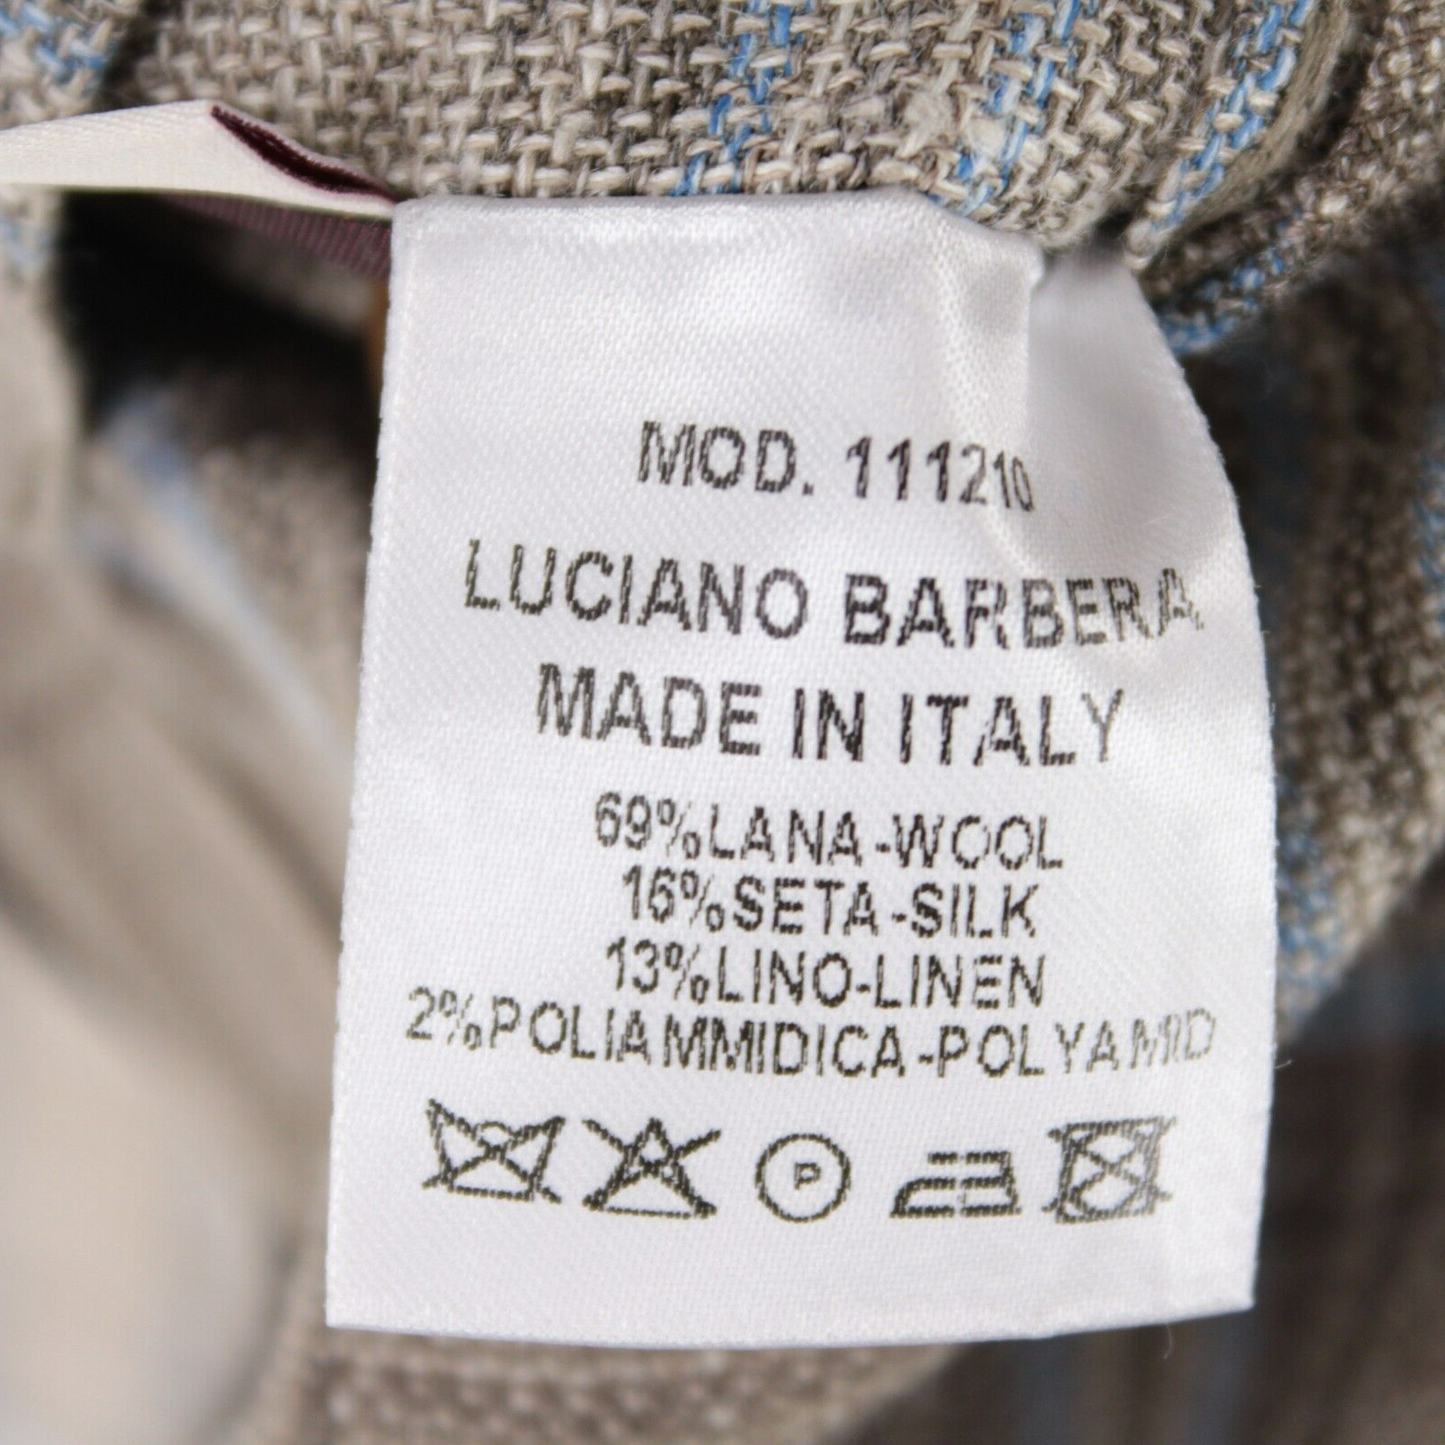 MOD. 111210
LUCIANO BARBERA
MADE IN ITALY
69%LANA-WOOL
16%SETA-SILK
13%LINO-LINEN
2%POLIAMMIDICA-POLYAMID
P